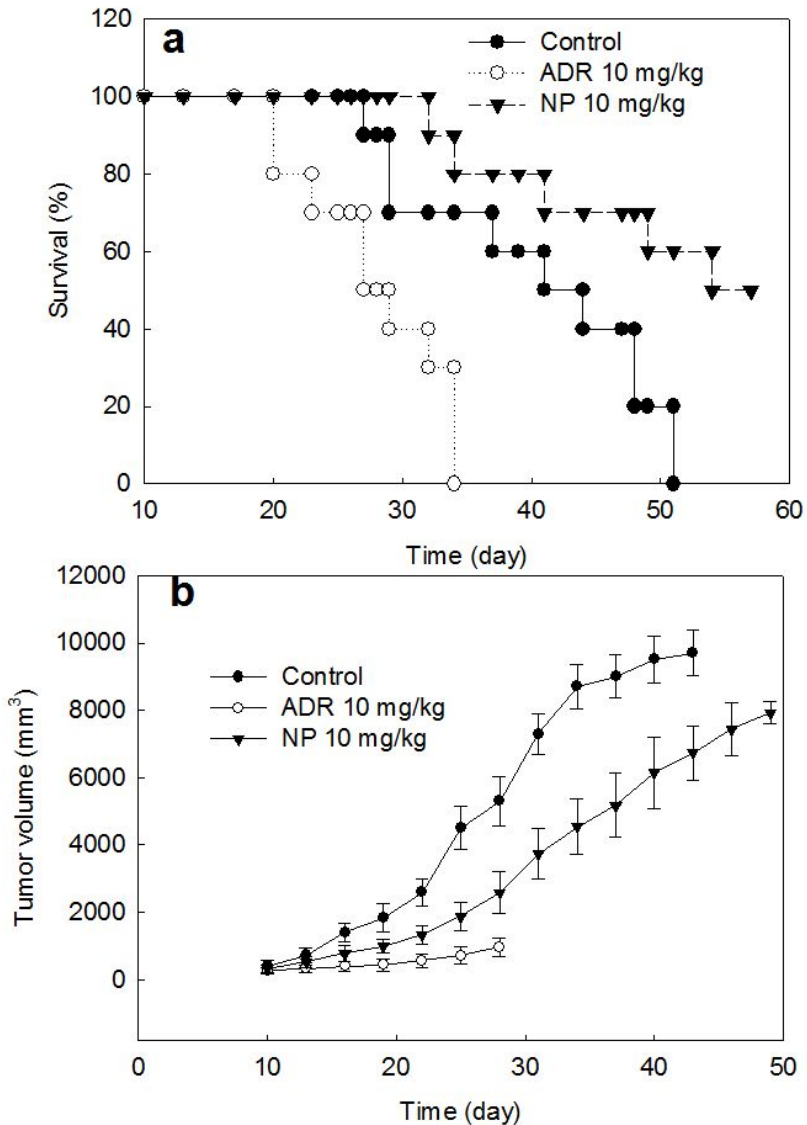 a
Control
ADR 10 mg/kg
NP 10 mg/kg
120
100
80
60
40
20
0
Survival (%)
10 20 30 40 50 60
Time (day)
b
Control
ADR 10 mg/kg
NP 10 mg/kg
12000
10000
8000
6000
4000
2000
0
Tumor volume (mm³)
0 10 20 30 40 50
Time (day)